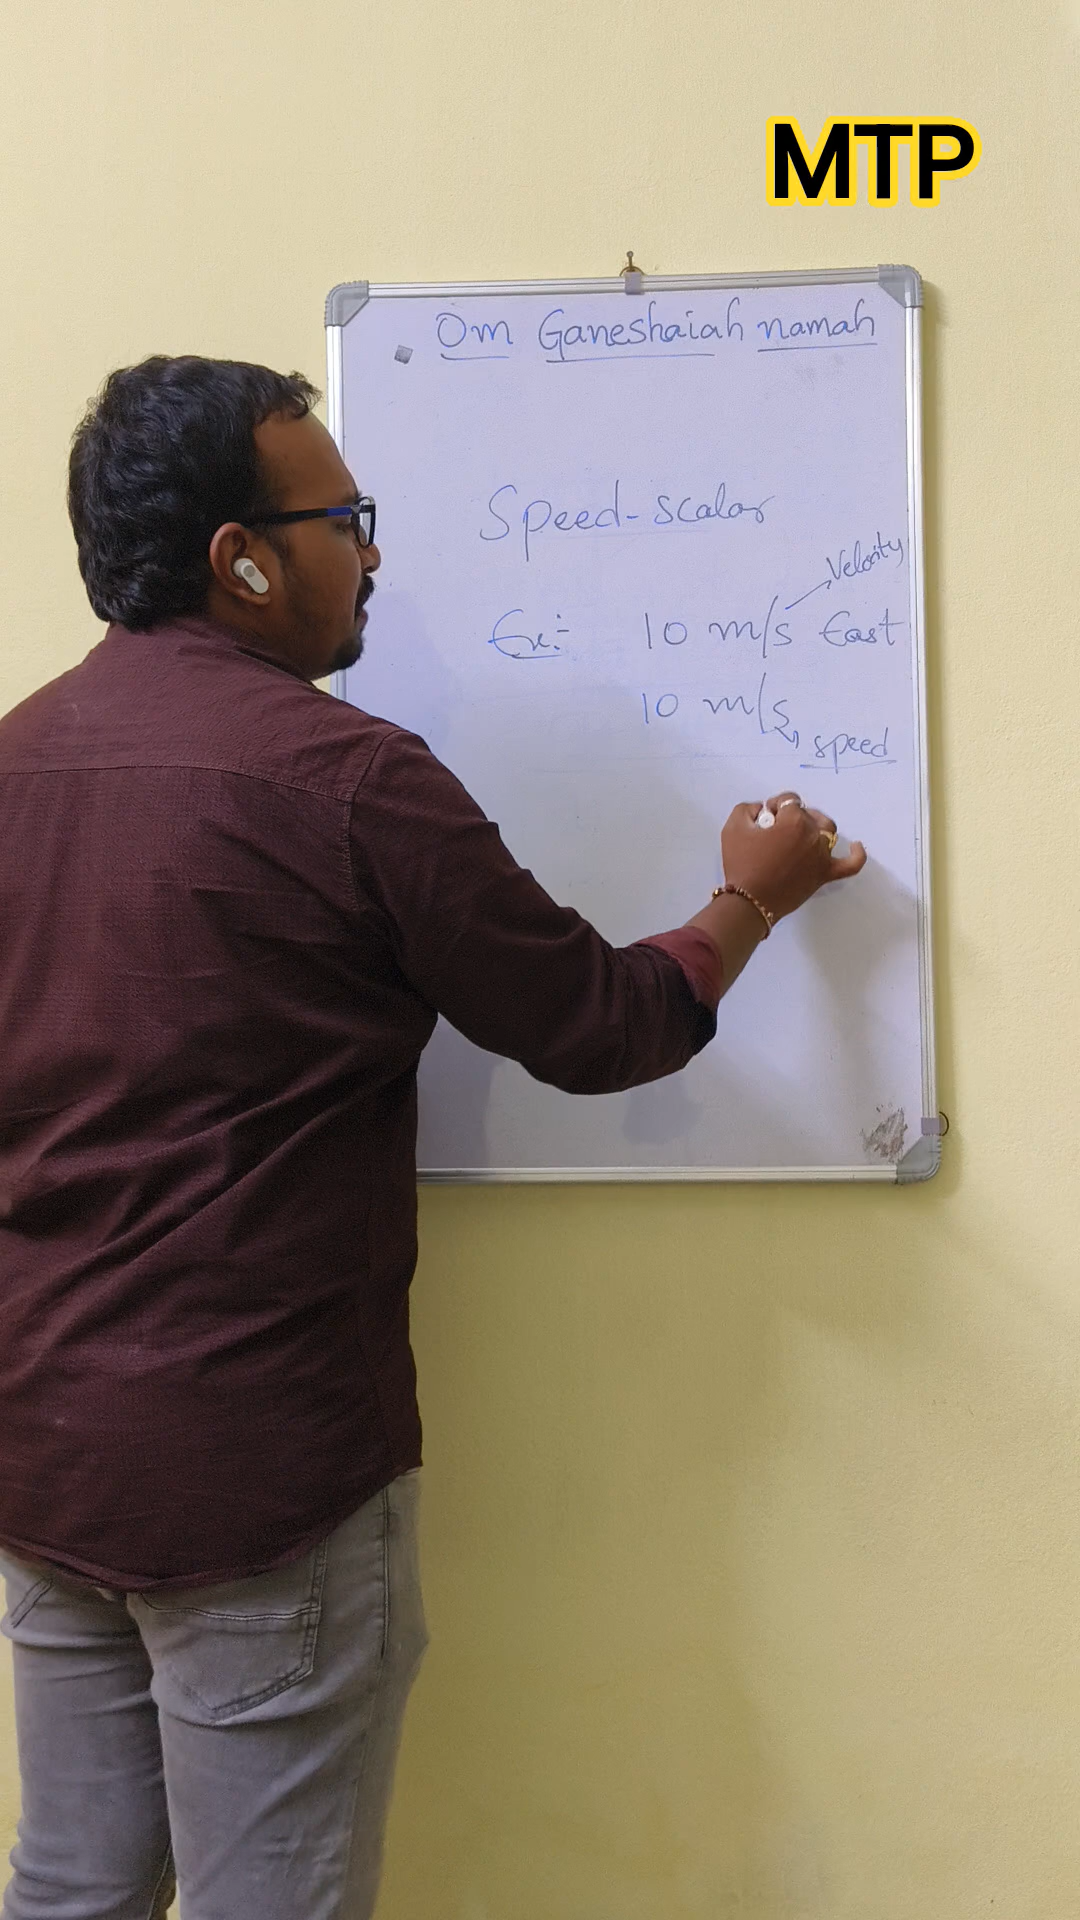 MTP
Om Ganeshaiah namah
Speed - scalar
Velocity
Ex:- 10 m/s East
10 m/s
speed